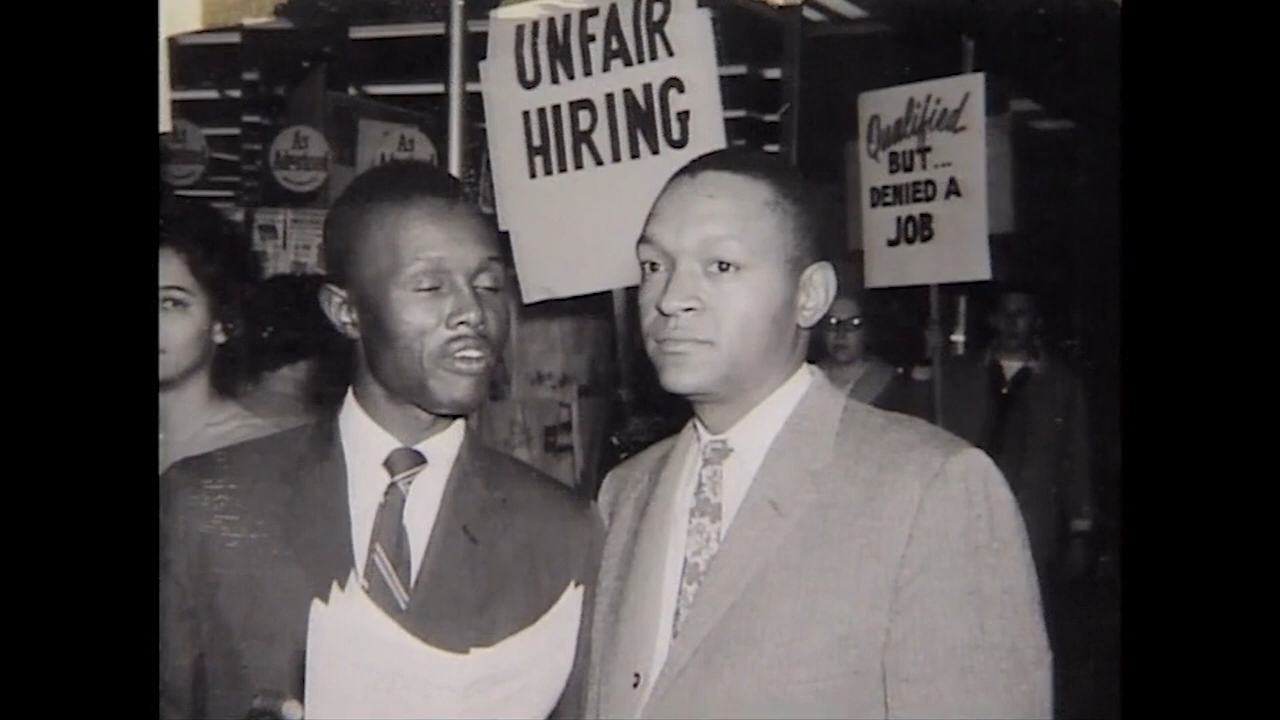 UNFAIR
HIRING
Qualified
BUT...
DENIED A
JOB
As
Advertised
As